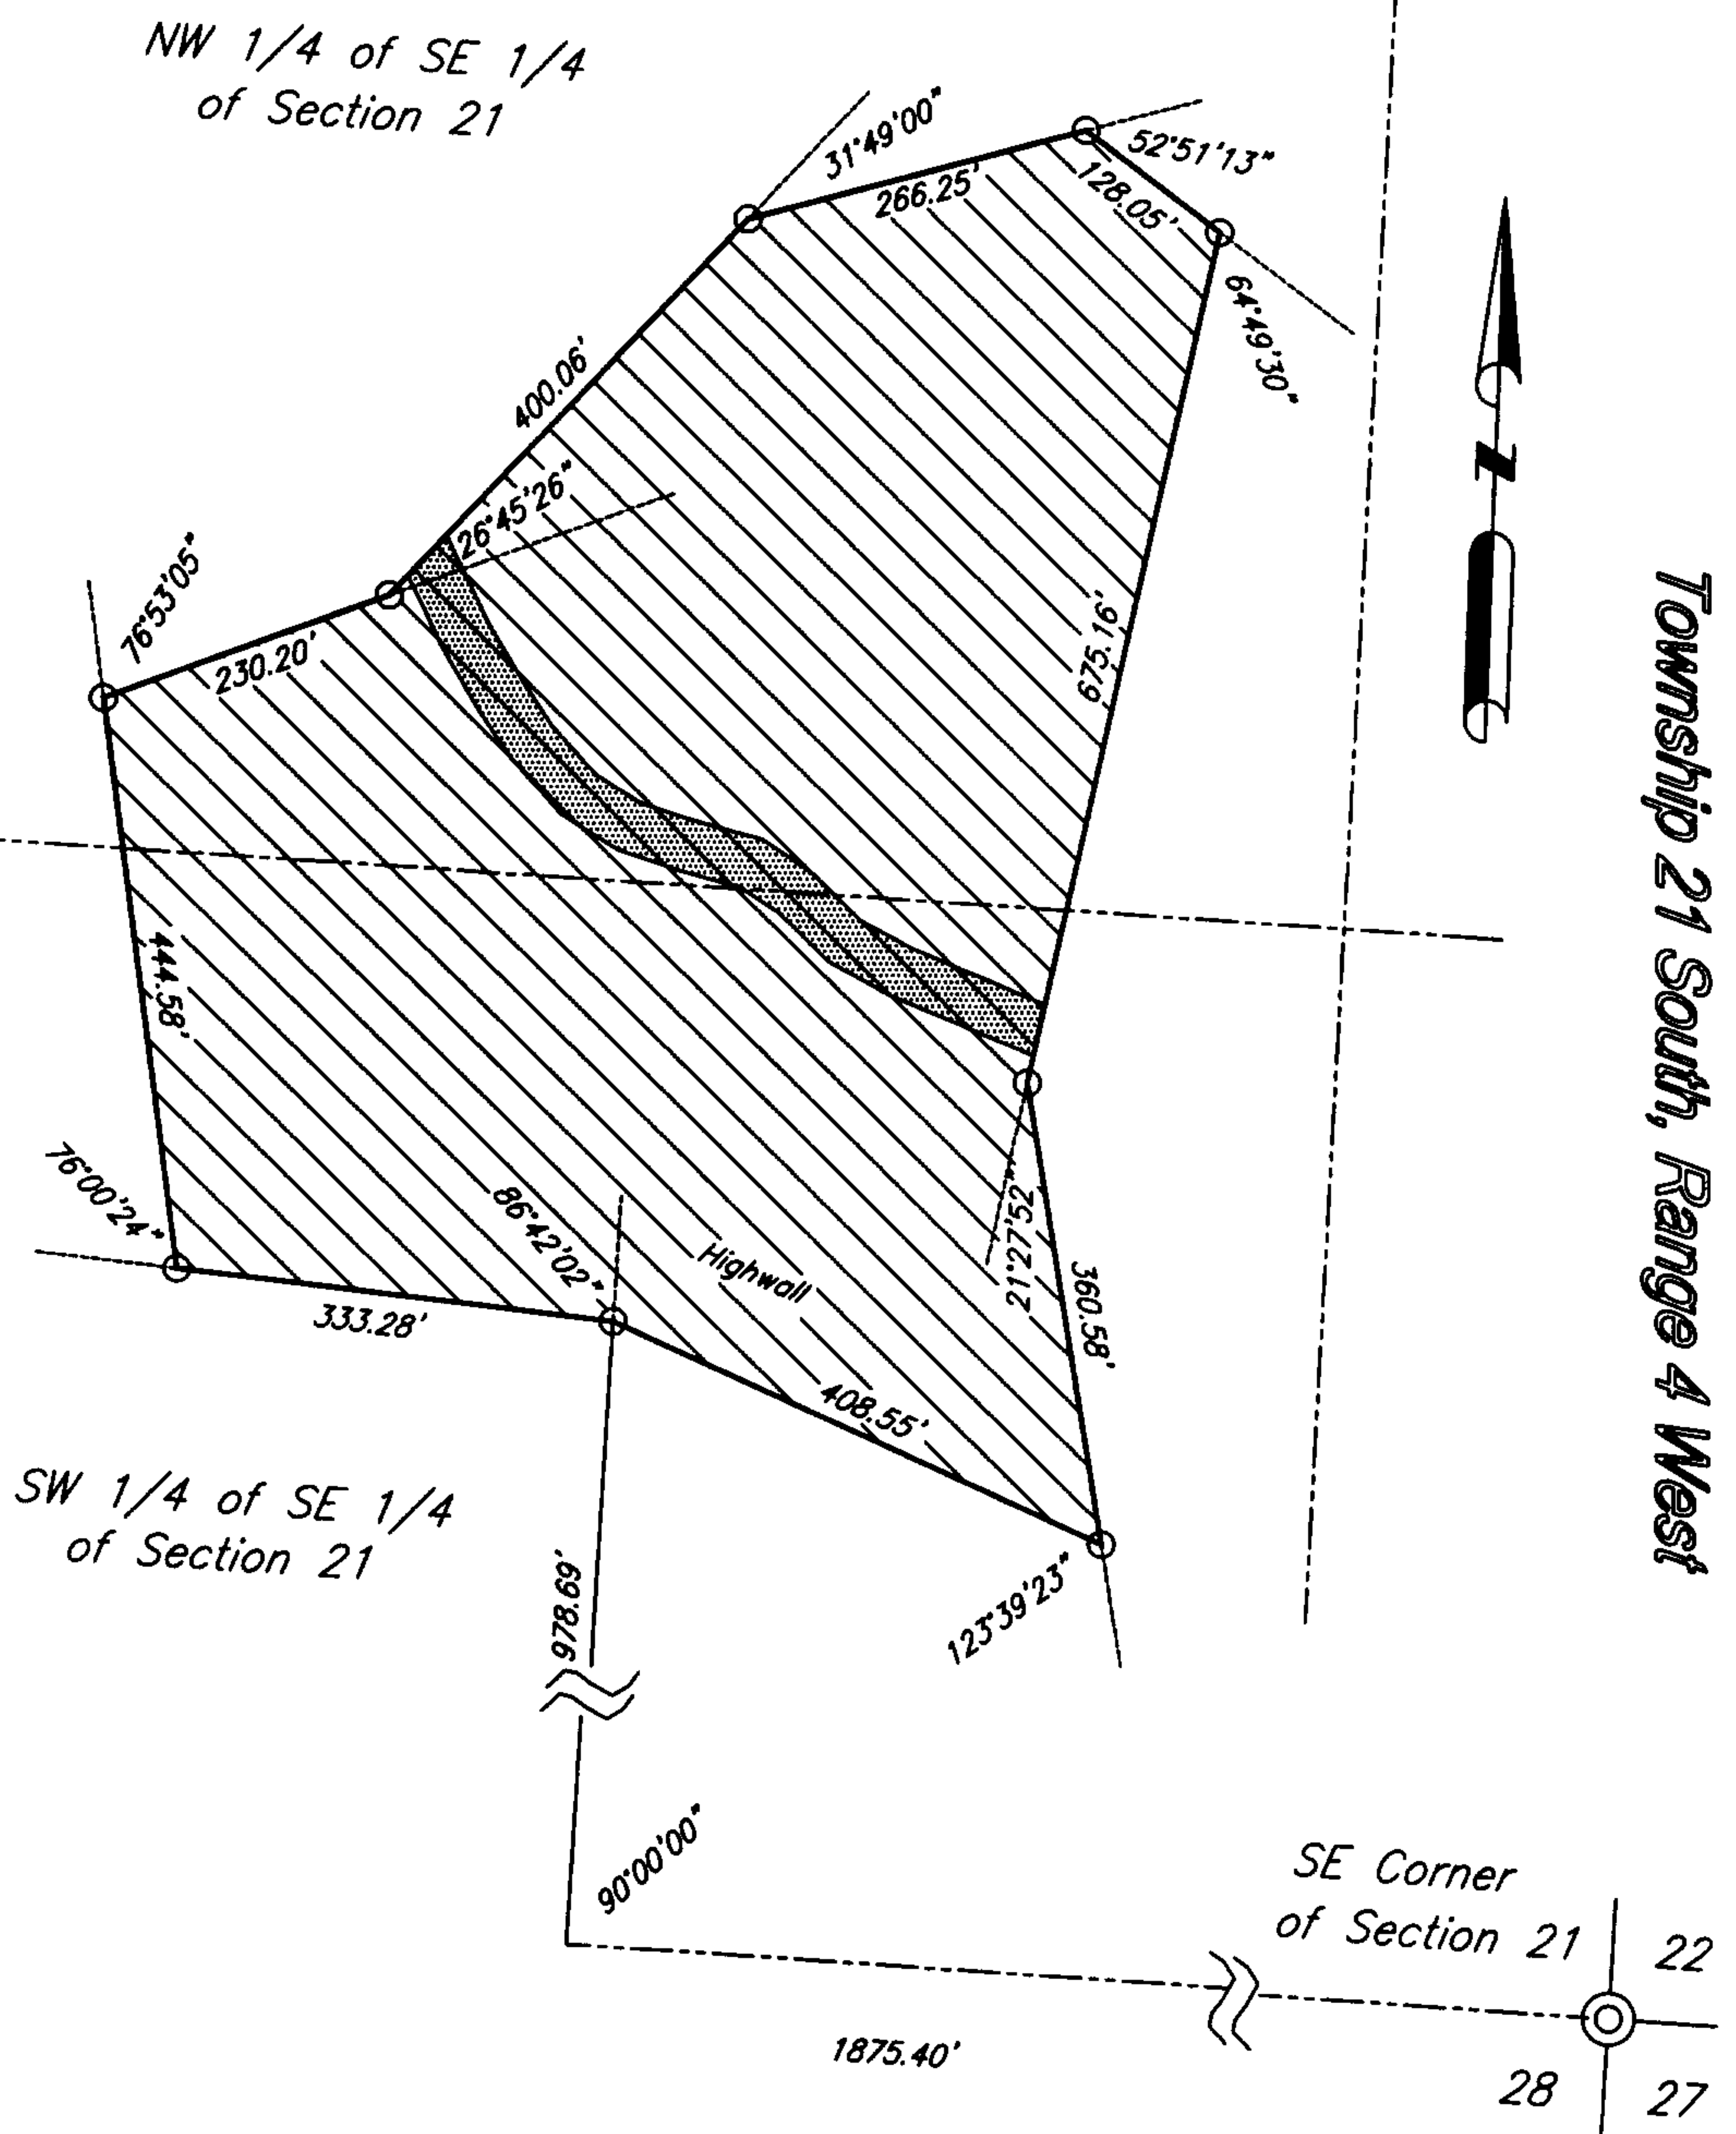 NW 1/4 of SE 1/4
of Section 21
31°49'00"
52°51'13"
266.25'
128.05'
64°49'30"
400.06'
N
26°45'26"
76°53'05"
230.20'
675.16'
Township 21 South, Range 4 West
444.58'
76°00'24"
86°42'02"
Highwall
21°27'52"
333.28'
360.58'
408.55'
SW 1/4 of SE 1/4
of Section 21
978.69'
123°39'23"
90°00'00"
SE Corner
of Section 21
22
1875.40'
28
27